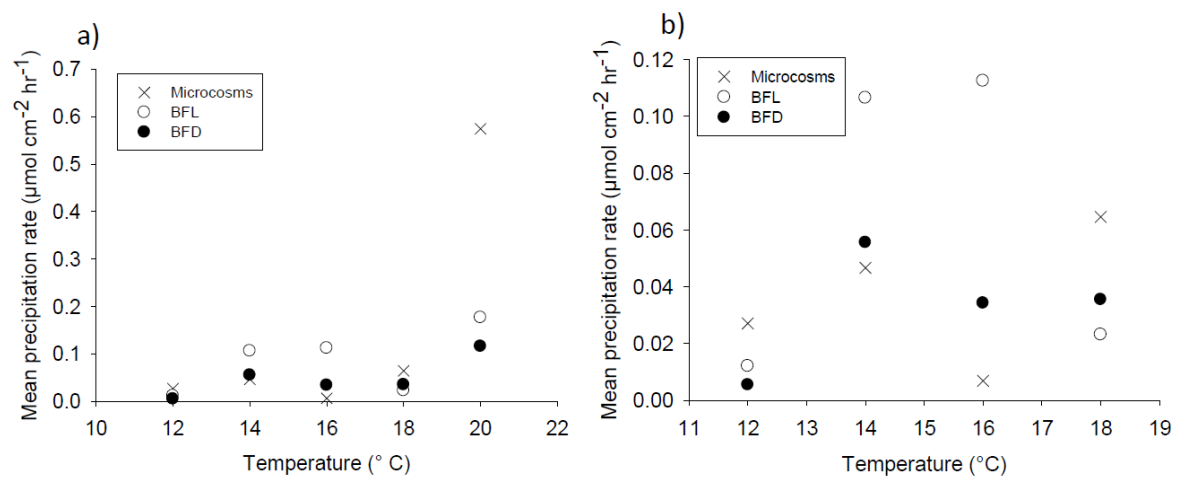 a)
Mean precipitation rate (µmol cm-2 hr-1)
0.7
0.6
0.5
0.4
0.3
0.2
0.1
0.0
Microcosms
BFL
BFD
10 12 14 16 18 20 22
Temperature (° C)
b)
Mean precipitation rate (µmol cm-2 hr-1)
0.12
0.10
0.08
0.06
0.04
0.02
0.00
Microcosms
BFL
BFD
11 12 13 14 15 16 17 18 19
Temperature (°C)